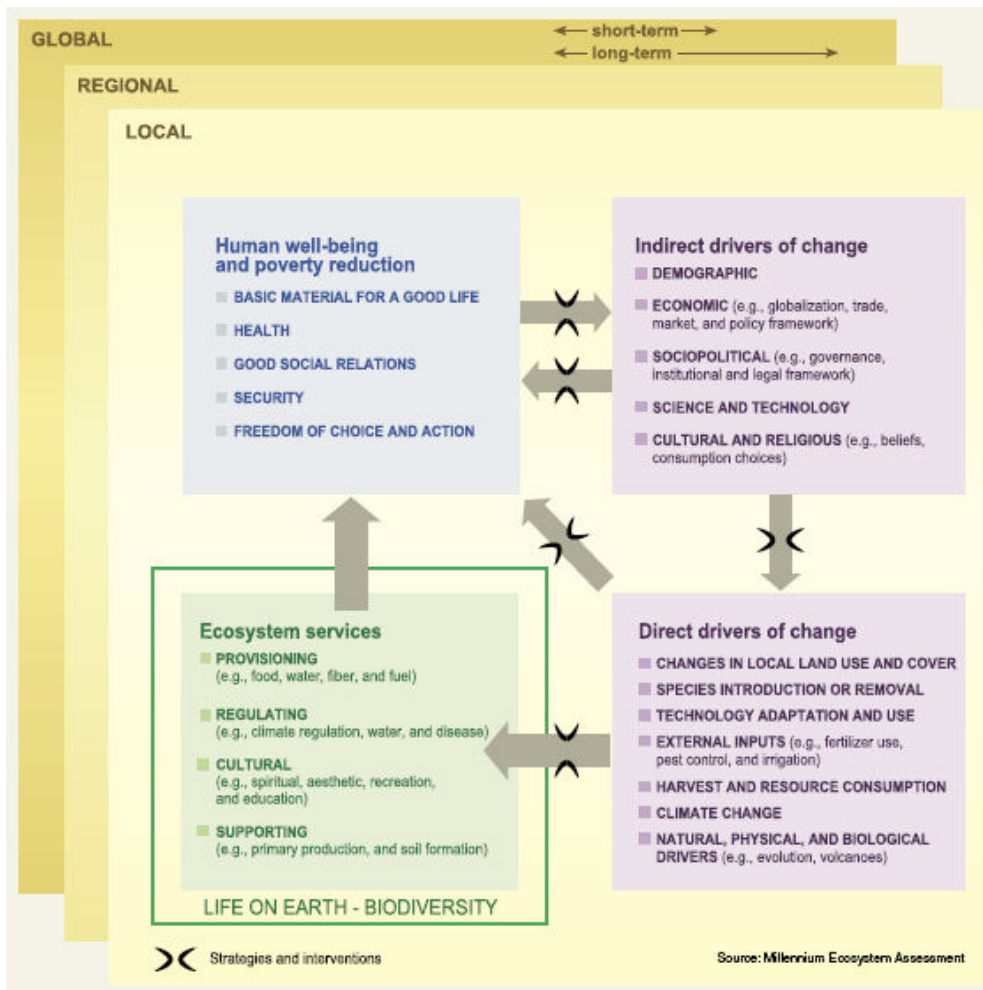 GLOBAL
short-term
long-term
REGIONAL
LOCAL
Human well-being
and poverty reduction
BASIC MATERIAL FOR A GOOD LIFE
HEALTH
GOOD SOCIAL RELATIONS
SECURITY
FREEDOM OF CHOICE AND ACTION
Indirect drivers of change
DEMOGRAPHIC
ECONOMIC (e.g., globalization, trade,
market, and policy framework)
SOCIOPOLITICAL (e.g., governance,
institutional and legal framework)
SCIENCE AND TECHNOLOGY
CULTURAL AND RELIGIOUS (e.g., beliefs,
consumption choices)
Ecosystem services
PROVISIONING
(e.g., food, water, fiber, and fuel)
REGULATING
(e.g., climate regulation, water, and disease)
CULTURAL
(e.g., spiritual, aesthetic, recreation,
and education)
SUPPORTING
(e.g., primary production, and soil formation)
LIFE ON EARTH - BIODIVERSITY
Direct drivers of change
CHANGES IN LOCAL LAND USE AND COVER
SPECIES INTRODUCTION OR REMOVAL
TECHNOLOGY ADAPTATION AND USE
EXTERNAL INPUTS (e.g., fertilizer use,
pest control, and irrigation)
HARVEST AND RESOURCE CONSUMPTION
CLIMATE CHANGE
NATURAL, PHYSICAL, AND BIOLOGICAL
DRIVERS (e.g., evolution, volcanoes)
Strategies and interventions
Source: Millennium Ecosystem Assessment